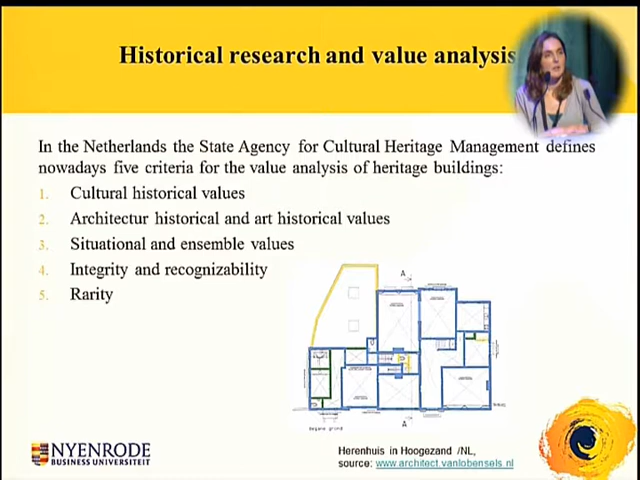 Historical research and value analysis
In the Netherlands the State Agency for Cultural Heritage Management defines
nowadays five criteria for the value analysis of heritage buildings:
1. Cultural historical values
2. Architectur historical and art historical values
3. Situational and ensemble values
4. Integrity and recognizability
5. Rarity
A
A
begane grond
NYENRODE
BUSINESS UNIVERSITEIT
Herenhuis in Hoogezand /NL,
source: www.architect.vanlobensels.nl